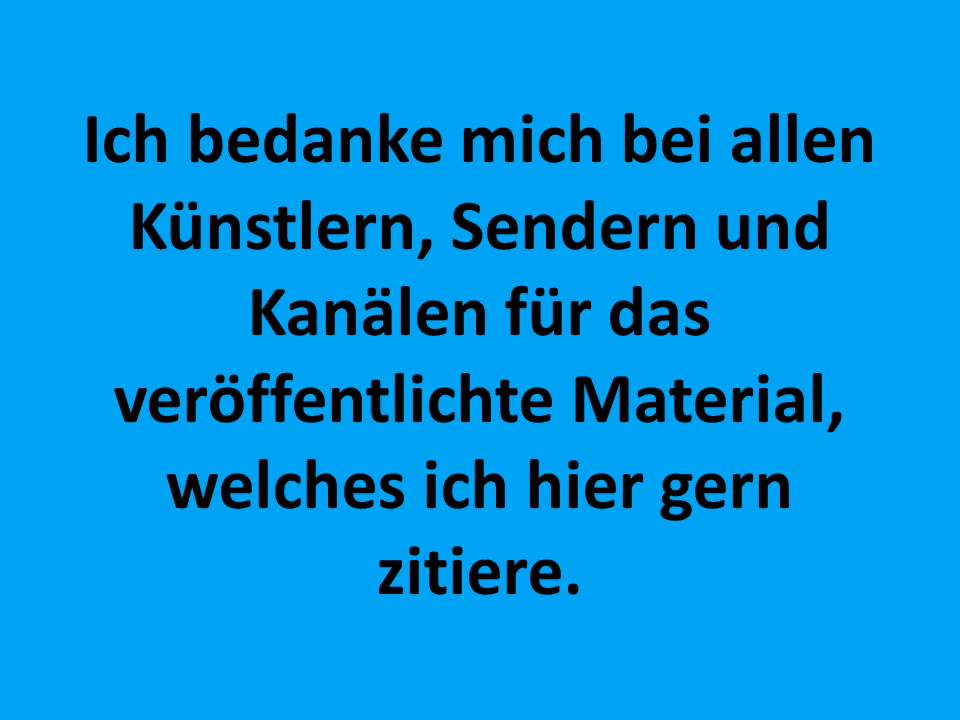 Ich bedanke mich bei allen
Künstlern, Sendern und
Kanälen für das
veröffentlichte Material,
welches ich hier gern
zitiere.